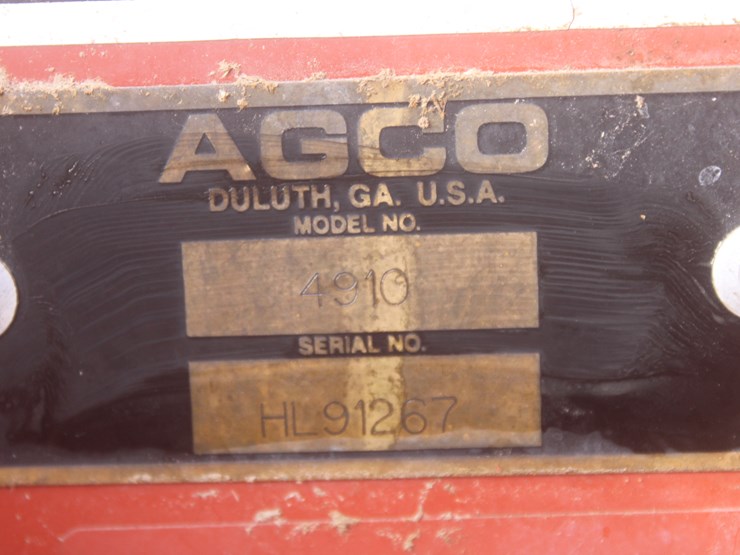 AGCO
DULUTH, GA. U.S.A.
MODEL NO.
4910
SERIAL NO.
HL91267